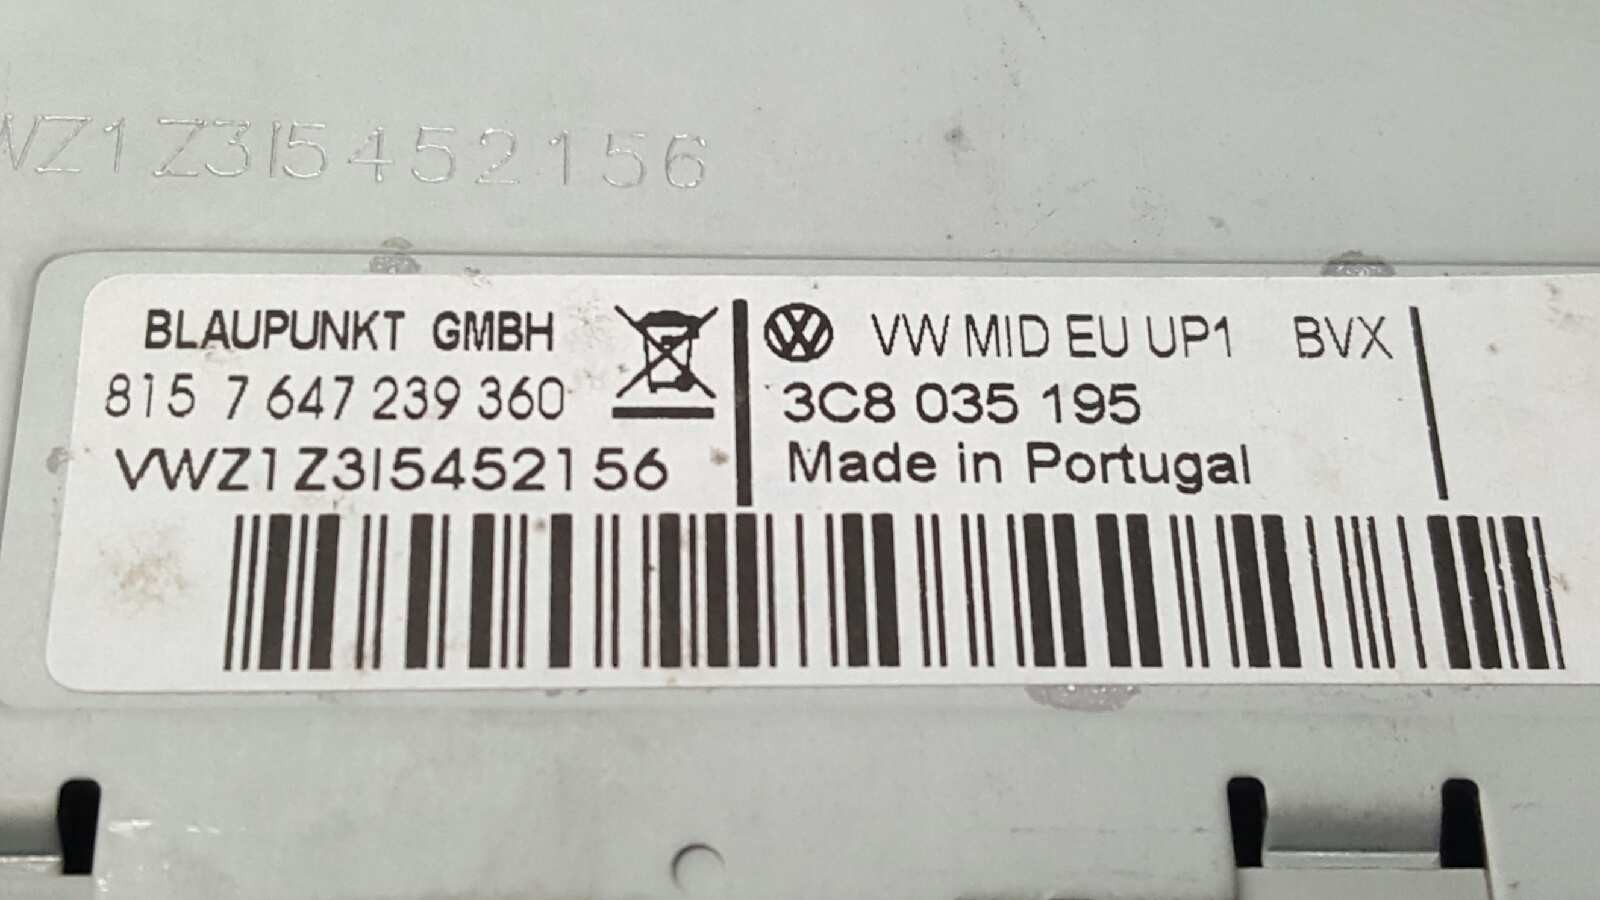 VWZ1Z3I5452156
BLAUPUNKT GMBH
815 7 647 239 360
VWZ1Z3I5452156
VW MID EU UP1 BVX
3C8 035 195
Made in Portugal